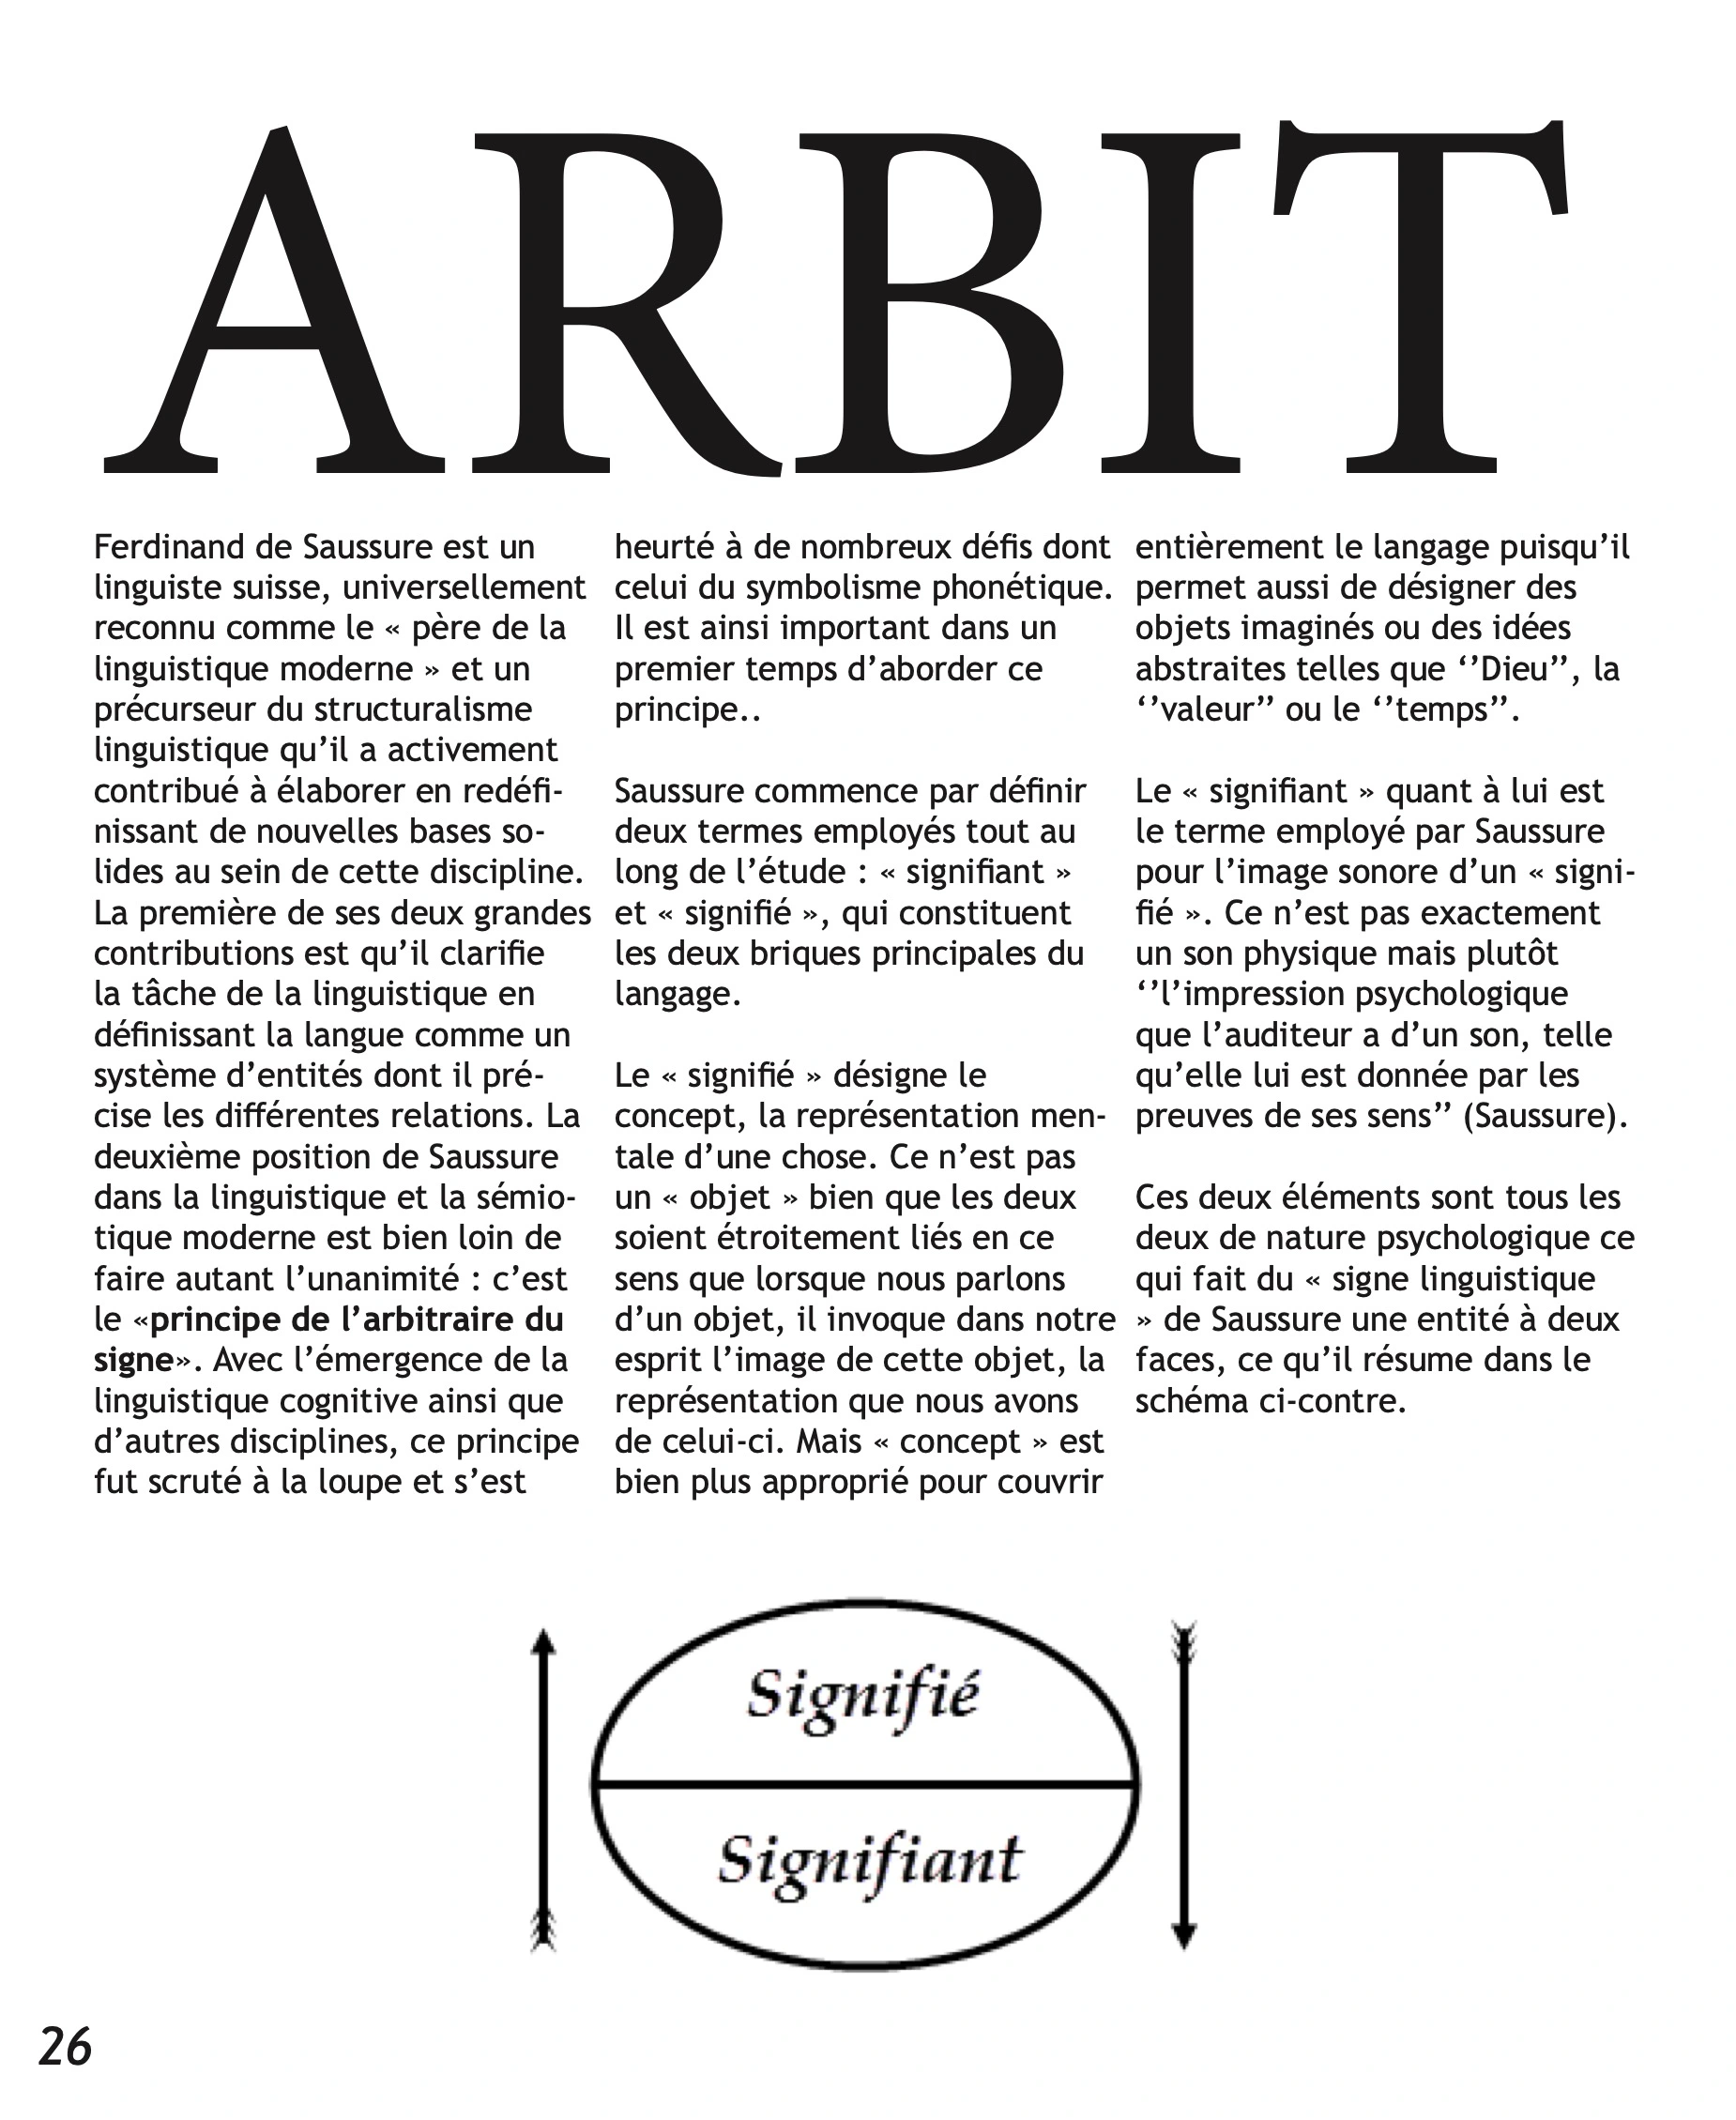 ARBIT
Ferdinand de Saussure est un
linguiste suisse, universellement
reconnu comme le « père de la
linguistique moderne » et un
précurseur du structuralisme
linguistique qu’il a activement
contribué à élaborer en redéfi-
nissant de nouvelles bases so-
lides au sein de cette discipline.
La première de ses deux grandes
contributions est qu’il clarifie
la tâche de la linguistique en
définissant la langue comme un
système d’entités dont il pré-
cise les différentes relations. La
deuxième position de Saussure
dans la linguistique et la sémio-
tique moderne est bien loin de
faire autant l’unanimité : c’est
le «principe de l’arbitraire du
signe». Avec l’émergence de la
linguistique cognitive ainsi que
d’autres disciplines, ce principe
fut scruté à la loupe et s’est
heurté à de nombreux défis dont
celui du symbolisme phonétique.
Il est ainsi important dans un
premier temps d’aborder ce
principe..
Saussure commence par définir
deux termes employés tout au
long de l’étude : « signifiant »
et « signifié », qui constituent
les deux briques principales du
langage.
Le « signifié » désigne le
concept, la représentation men-
tale d’une chose. Ce n’est pas
un « objet » bien que les deux
soient étroitement liés en ce
sens que lorsque nous parlons
d’un objet, il invoque dans notre
esprit l’image de cette objet, la
représentation que nous avons
de celui-ci. Mais « concept » est
bien plus approprié pour couvrir
entièrement le langage puisqu’il
permet aussi de désigner des
objets imaginés ou des idées
abstraites telles que ‘’Dieu’’, la
‘’valeur’’ ou le ‘’temps’’.
Le « signifiant » quant à lui est
le terme employé par Saussure
pour l’image sonore d’un « signi-
fié ». Ce n’est pas exactement
un son physique mais plutôt
‘’l’impression psychologique
que l’auditeur a d’un son, telle
qu’elle lui est donnée par les
preuves de ses sens’’ (Saussure).
Ces deux éléments sont tous les
deux de nature psychologique ce
qui fait du « signe linguistique
» de Saussure une entité à deux
faces, ce qu’il résume dans le
schéma ci-contre.
Signifié
Signifiant
26